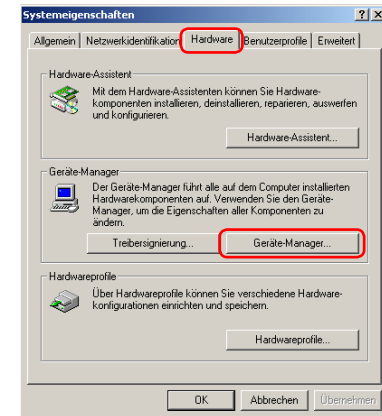 Systemeigenschaften
Allgemein Netzwerkidentifikation Hardware Benutzerprofile Erweitert
Hardware-Assistent
Mit dem Hardware-Assistenten können Sie Hardware-
komponenten installieren, deinstallieren, reparieren, auswerfen
und konfigurieren.
Hardware-Assistent...
Geräte-Manager
Der Geräte-Manager führt alle auf dem Computer installierten
Hardwarekomponenten auf. Verwenden Sie den Geräte-
Manager, um die Eigenschaften aller Komponenten zu
ändern.
Treibersignierung... Geräte-Manager...
Hardwareprofile
Über Hardwareprofile können Sie verschiedene Hardware-
konfigurationen einrichten und speichern.
Hardwareprofile...
OK Abbrechen Übernehmen